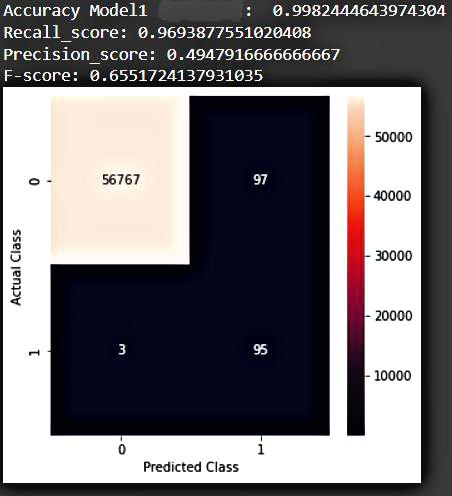 Accuracy Model1 : 0.9982444643974304
Recall_score: 0.9693877551020408
Precision_score: 0.4947916666666667
F-score: 0.6551724137931035
50000
56767 97
0
40000
Actual Class
30000
20000
3 95
1
10000
0 1
Predicted Class